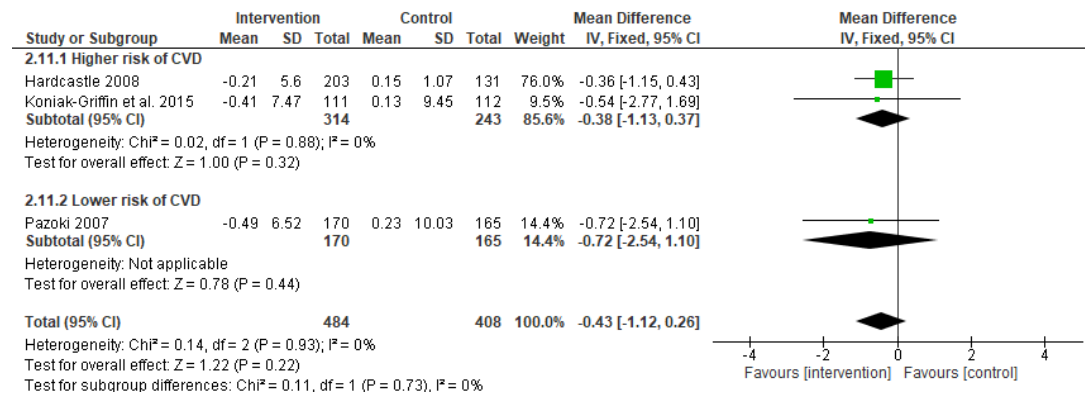 Intervention Control Mean Difference Mean Difference
Study or Subgroup Mean SD Total Mean SD Total Weight IV, Fixed, 95% CI IV, Fixed, 95% CI
2.11.1 Higher risk of CVD
Hardcastle 2008 -0.21 5.6 203 0.15 1.07 131 76.0% -0.36 [-1.15, 0.43]
Koniak-Griffin et al. 2015 -0.41 7.47 111 0.13 9.45 112 9.5% -0.54 [-2.77, 1.69]
Subtotal (95% CI) 314 243 85.6% -0.38 [-1.13, 0.37]
Heterogeneity: Chi² = 0.02, df = 1 (P = 0.88); I² = 0%
Test for overall effect: Z = 1.00 (P = 0.32)
2.11.2 Lower risk of CVD
Pazoki 2007 -0.49 6.52 170 0.23 10.03 165 14.4% -0.72 [-2.54, 1.10]
Subtotal (95% CI) 170 165 14.4% -0.72 [-2.54, 1.10]
Heterogeneity: Not applicable
Test for overall effect: Z = 0.78 (P = 0.44)
Total (95% CI) 484 408 100.0% -0.43 [-1.12, 0.26]
Heterogeneity: Chi² = 0.14, df = 2 (P = 0.93); I² = 0%
Test for overall effect: Z = 1.22 (P = 0.22)
Test for subgroup differences: Chi² = 0.11, df = 1 (P = 0.73), I² = 0%
-4 -2 0 2 4
Favours [intervention] Favours [control]